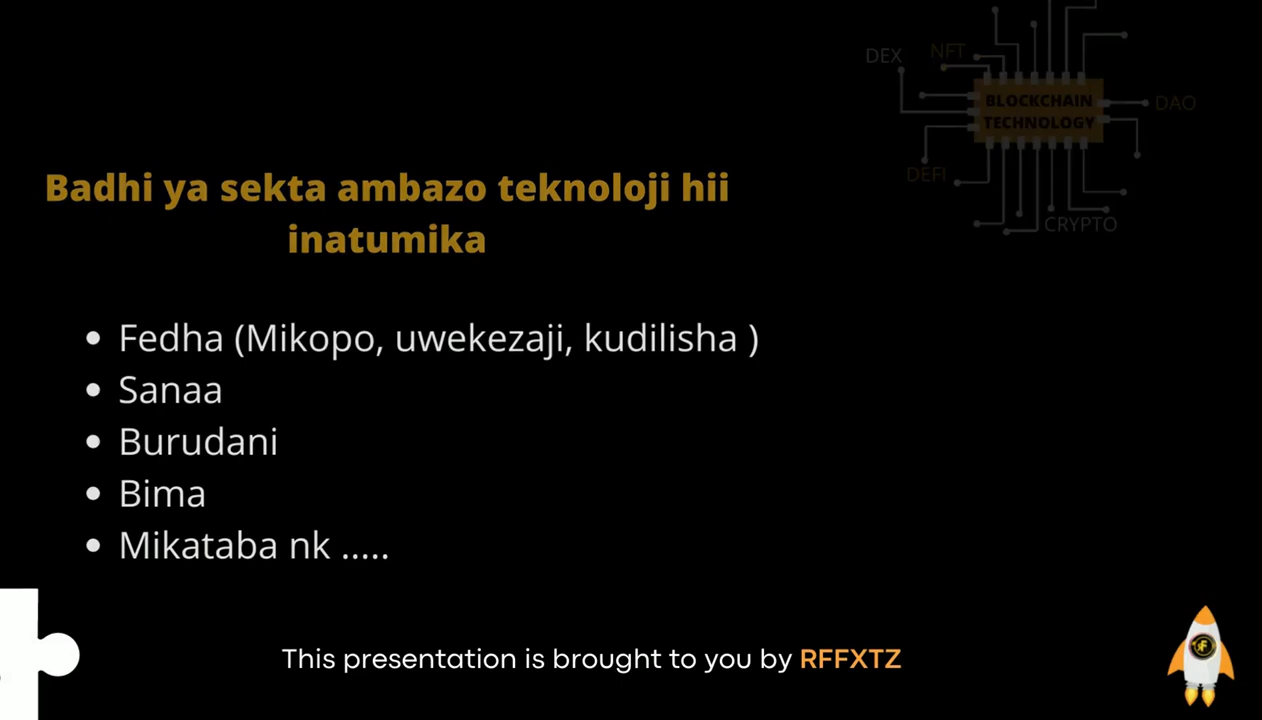 DEX
NFT
BLOCKCHAIN
TECHNOLOGY
DAO
DEFI
CRYPTO
Badhi ya sekta ambazo teknoloji hii
inatumika
• Fedha (Mikopo, uwekezaji, kudilisha )
• Sanaa
• Burudani
• Bima
• Mikataba nk .....
This presentation is brought to you by RFFXTZ